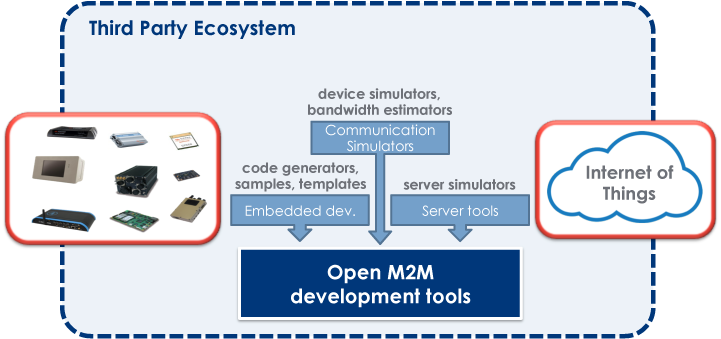 Third Party Ecosystem
device simulators,
bandwidth estimators
Communication
Simulators
code generators,
samples, templates
Embedded dev.
server simulators
Server tools
Internet of
Things
Open M2M
development tools